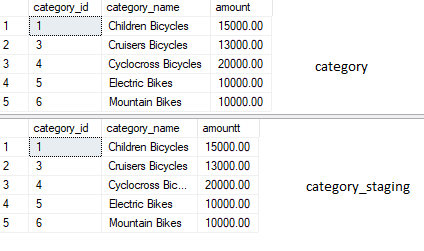 category_id category_name amount
1 1 Children Bicycles 15000.00
2 3 Cruisers Bicycles 13000.00
3 4 Cyclocross Bicycles 20000.00
4 5 Electric Bikes 10000.00
5 6 Mountain Bikes 10000.00
category
category_id category_name amountt
1 1 Children Bicycles 15000.00
2 3 Cruisers Bicycles 13000.00
3 4 Cyclocross Bic... 20000.00
4 5 Electric Bikes 10000.00
5 6 Mountain Bikes 10000.00
category_staging